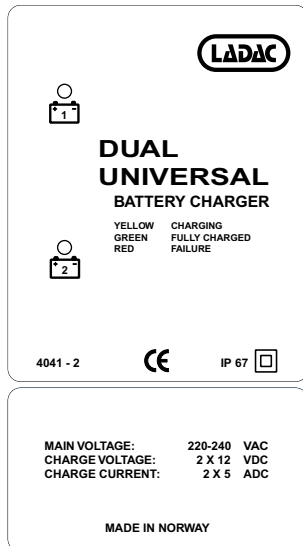 LADAC
1
DUAL
UNIVERSAL
BATTERY CHARGER
YELLOW CHARGING
GREEN FULLY CHARGED
RED FAILURE
2
4041 - 2 CE IP 67
MAIN VOLTAGE: 220-240 VAC
CHARGE VOLTAGE: 2 X 12 VDC
CHARGE CURRENT: 2 X 5 ADC
MADE IN NORWAY